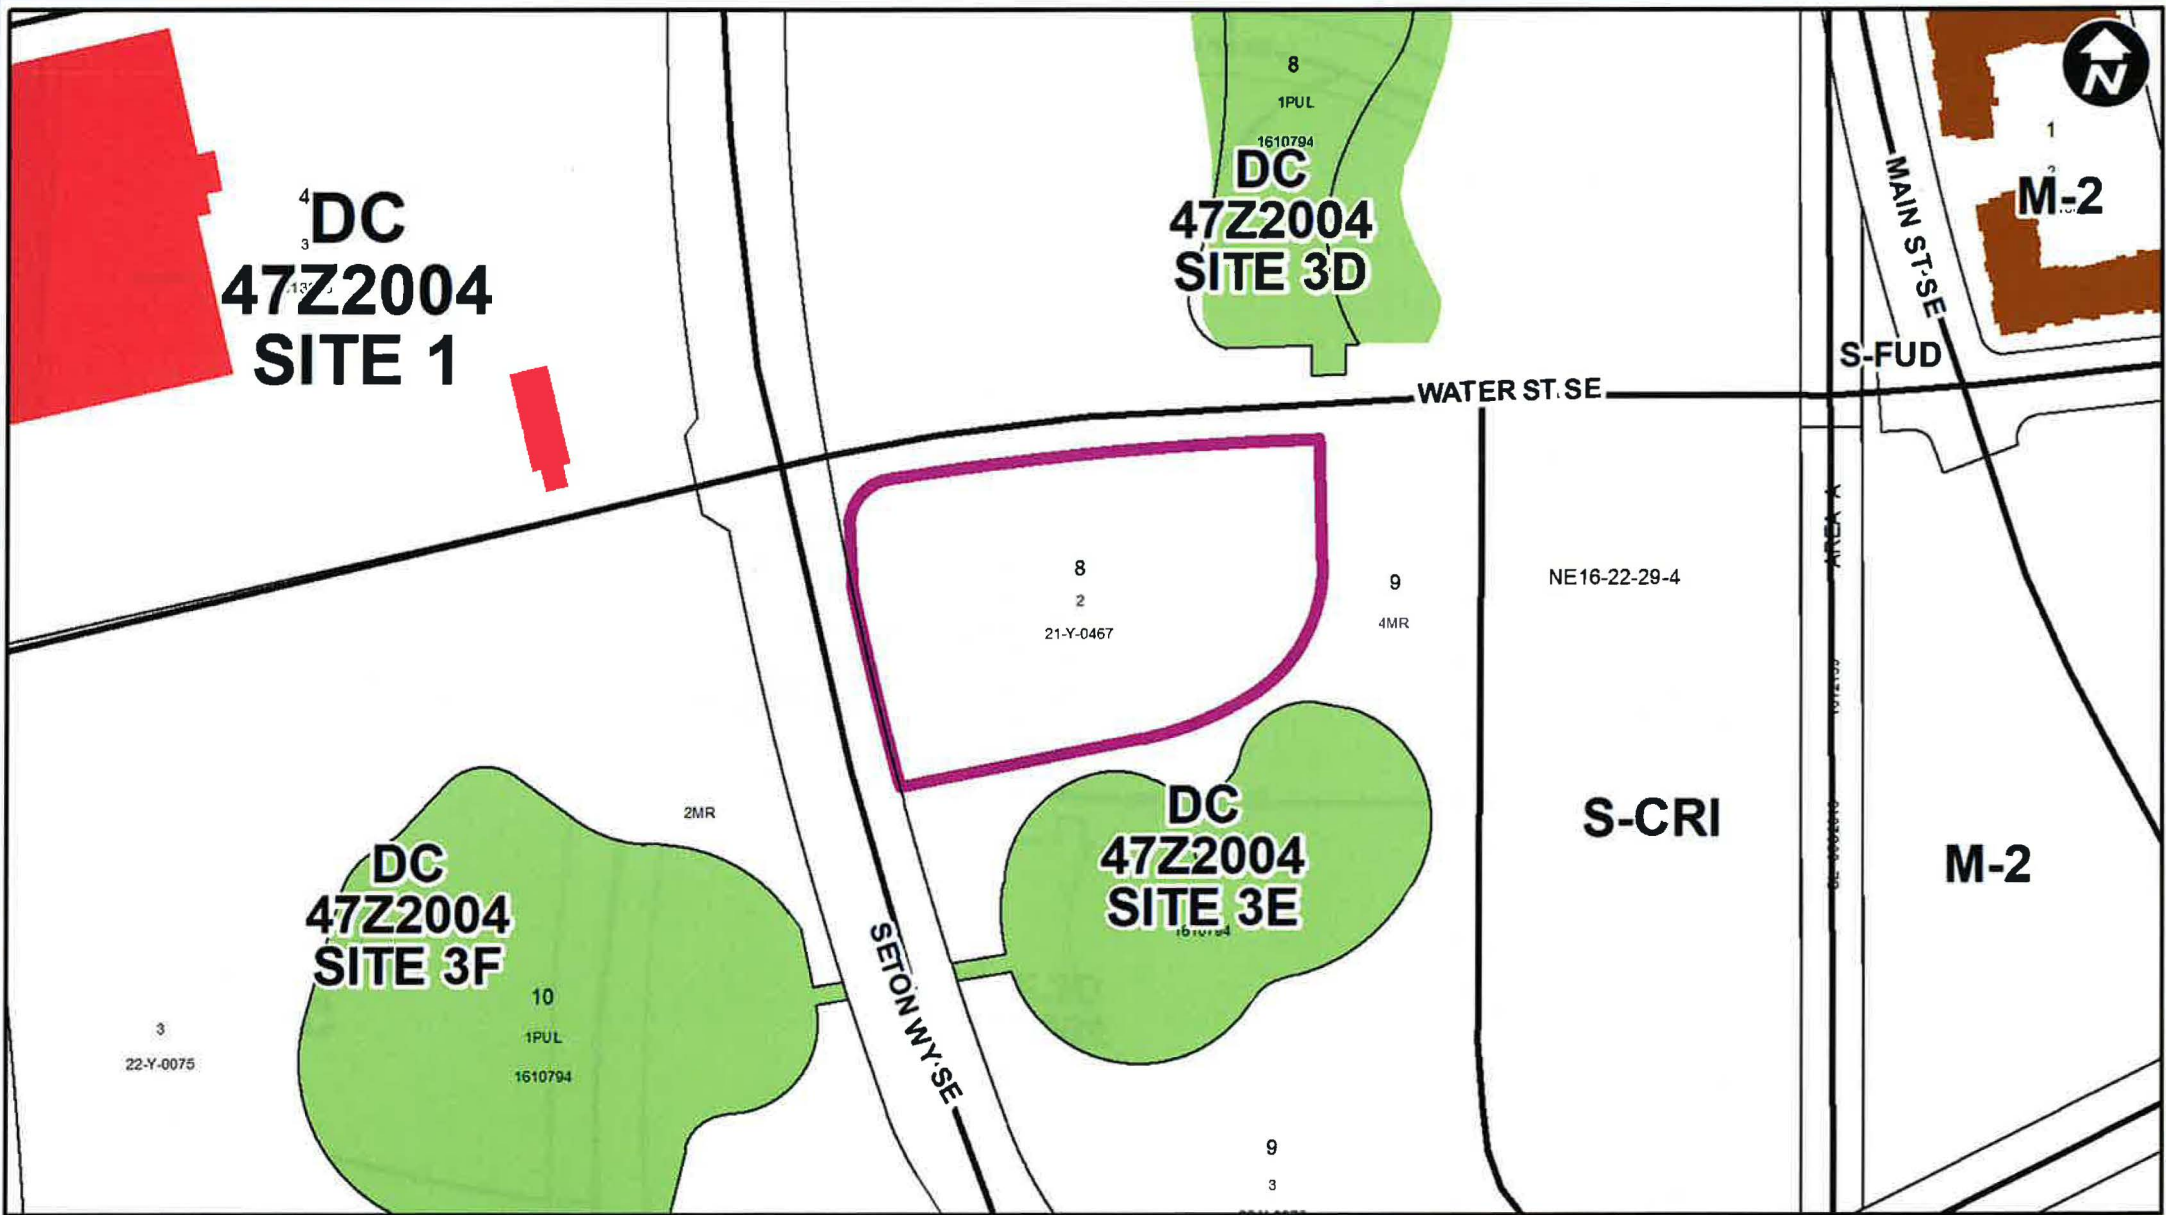 N
8
1PUL
1610794
DC
47Z2004
SITE 3D
4
3
DC
47Z2004
SITE 1
1
M-2
MAIN ST SE
S-FUD
WATER ST. SE
8
2
21-Y-0467
9
4MR
NE16-22-29-4
AREA A
2MR
DC
47Z2004
SITE 3E
1610794
S-CRI
M-2
DC
47Z2004
SITE 3F
10
1PUL
1610794
3
22-Y-0075
SETON WY SE
9
3